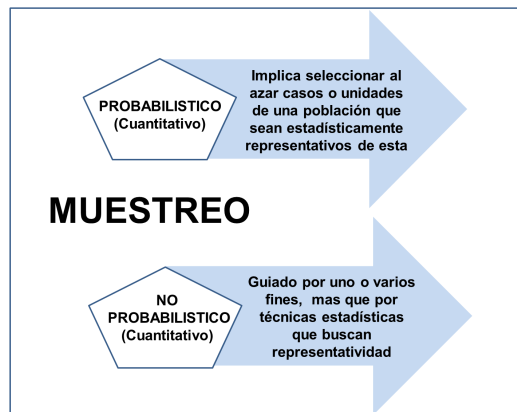 PROBABILISTICO
(Cuantitativo)
Implica seleccionar al
azar casos o unidades
de una población que
sean estadísticamente
representativos de esta
MUESTREO
NO
PROBABILISTICO
(Cuantitativo)
Guiado por uno o varios
fines, mas que por
técnicas estadísticas
que buscan
representatividad